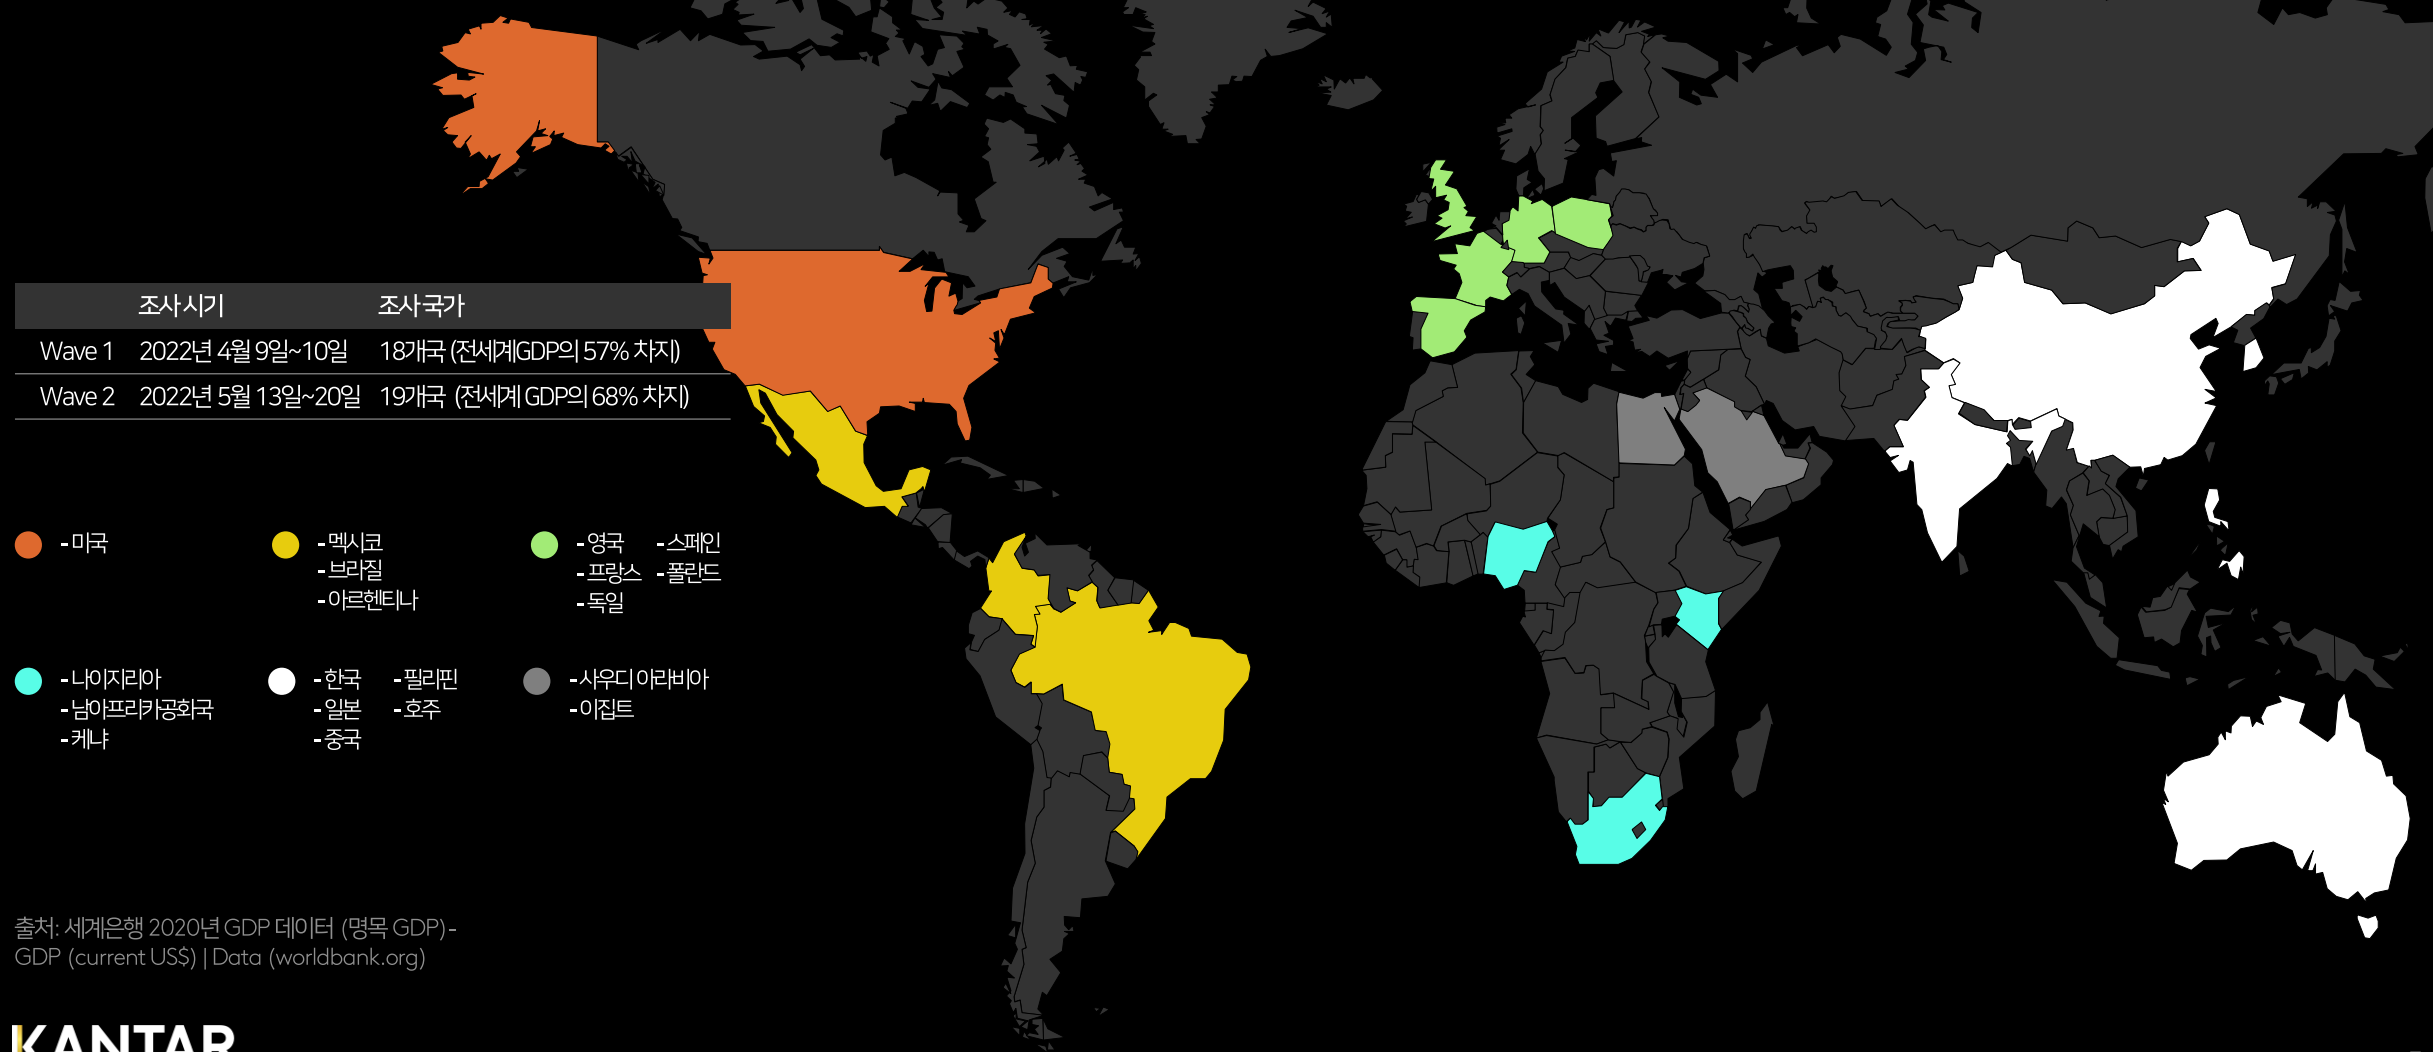 조사 시기 조사 국가
Wave 1 2022년 4월 9일~10일 18개국 (전세계GDP의 57% 차지)
Wave 2 2022년 5월 13일~20일 19개국 (전세계 GDP의 68% 차지)
- 미국
- 멕시코
- 브라질
- 아르헨티나
- 영국 - 스페인
- 프랑스 - 폴란드
- 독일
- 나이지리아
- 남아프리카공화국
- 케냐
- 한국 - 필리핀
- 일본 - 호주
- 중국
- 사우디 아라비아
- 이집트
출처: 세계은행 2020년 GDP 데이터 (명목 GDP) -
GDP (current US$) | Data (worldbank.org)
KANTAR